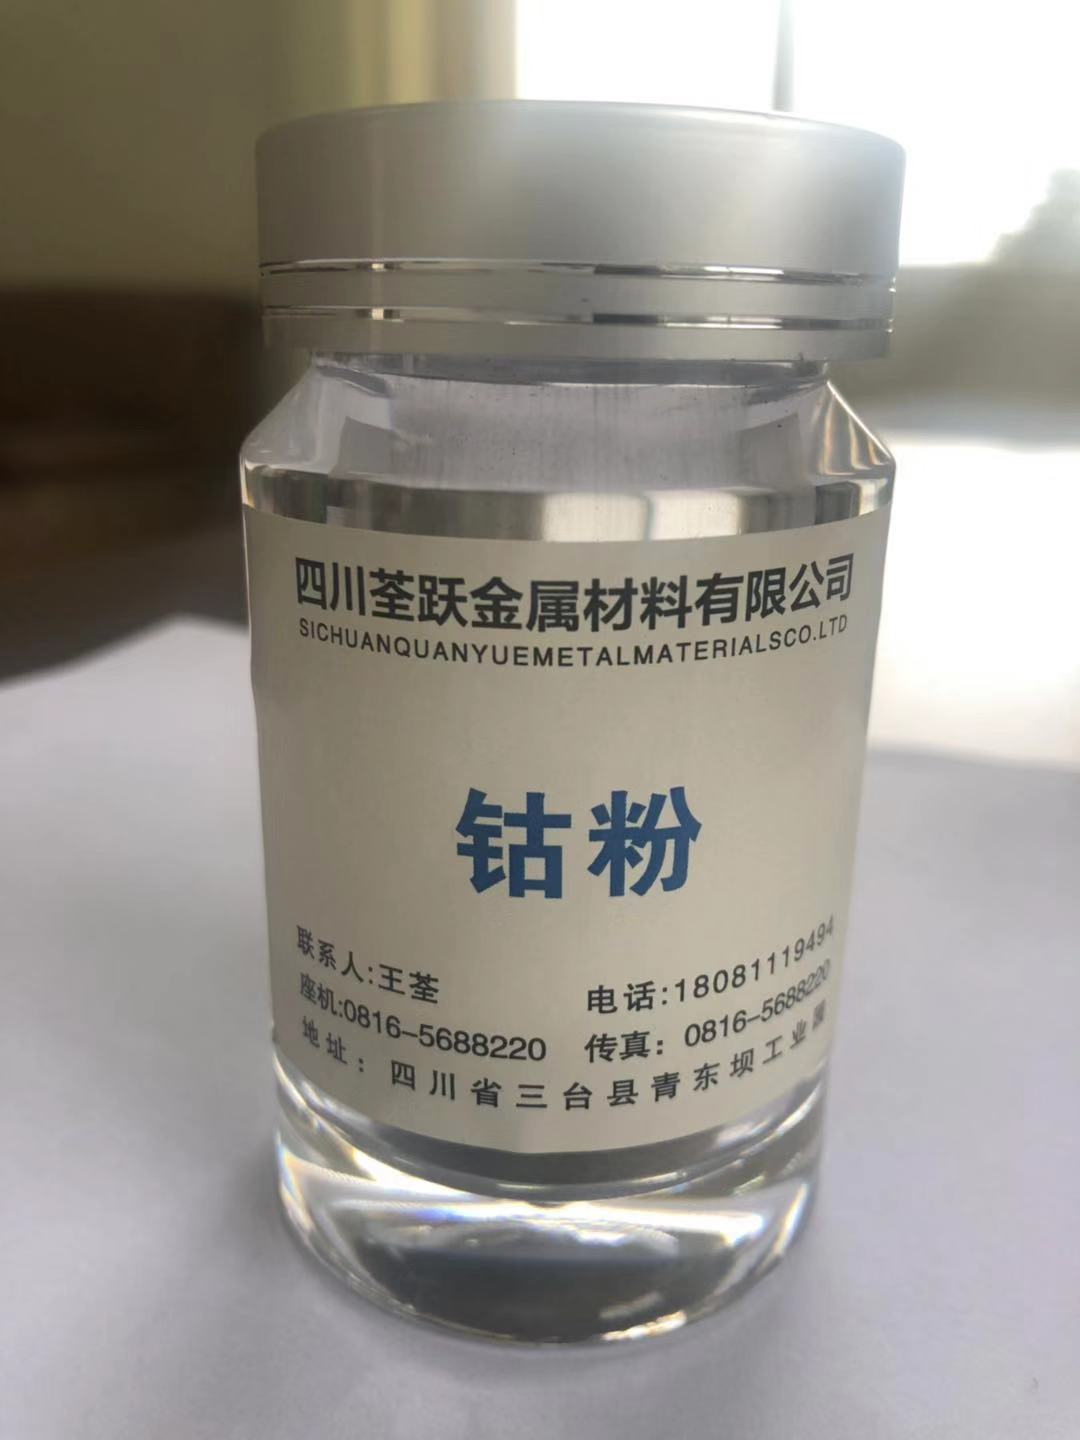 四川荃跃金属材料有限公司
SICHUANQUANYUEMETALMATERIALSCO.LTD
钴粉
联系人:王荃 电话:18081119494
座机:0816-5688220 传真：0816-5688220
地址：四川省三台县青东坝工业园